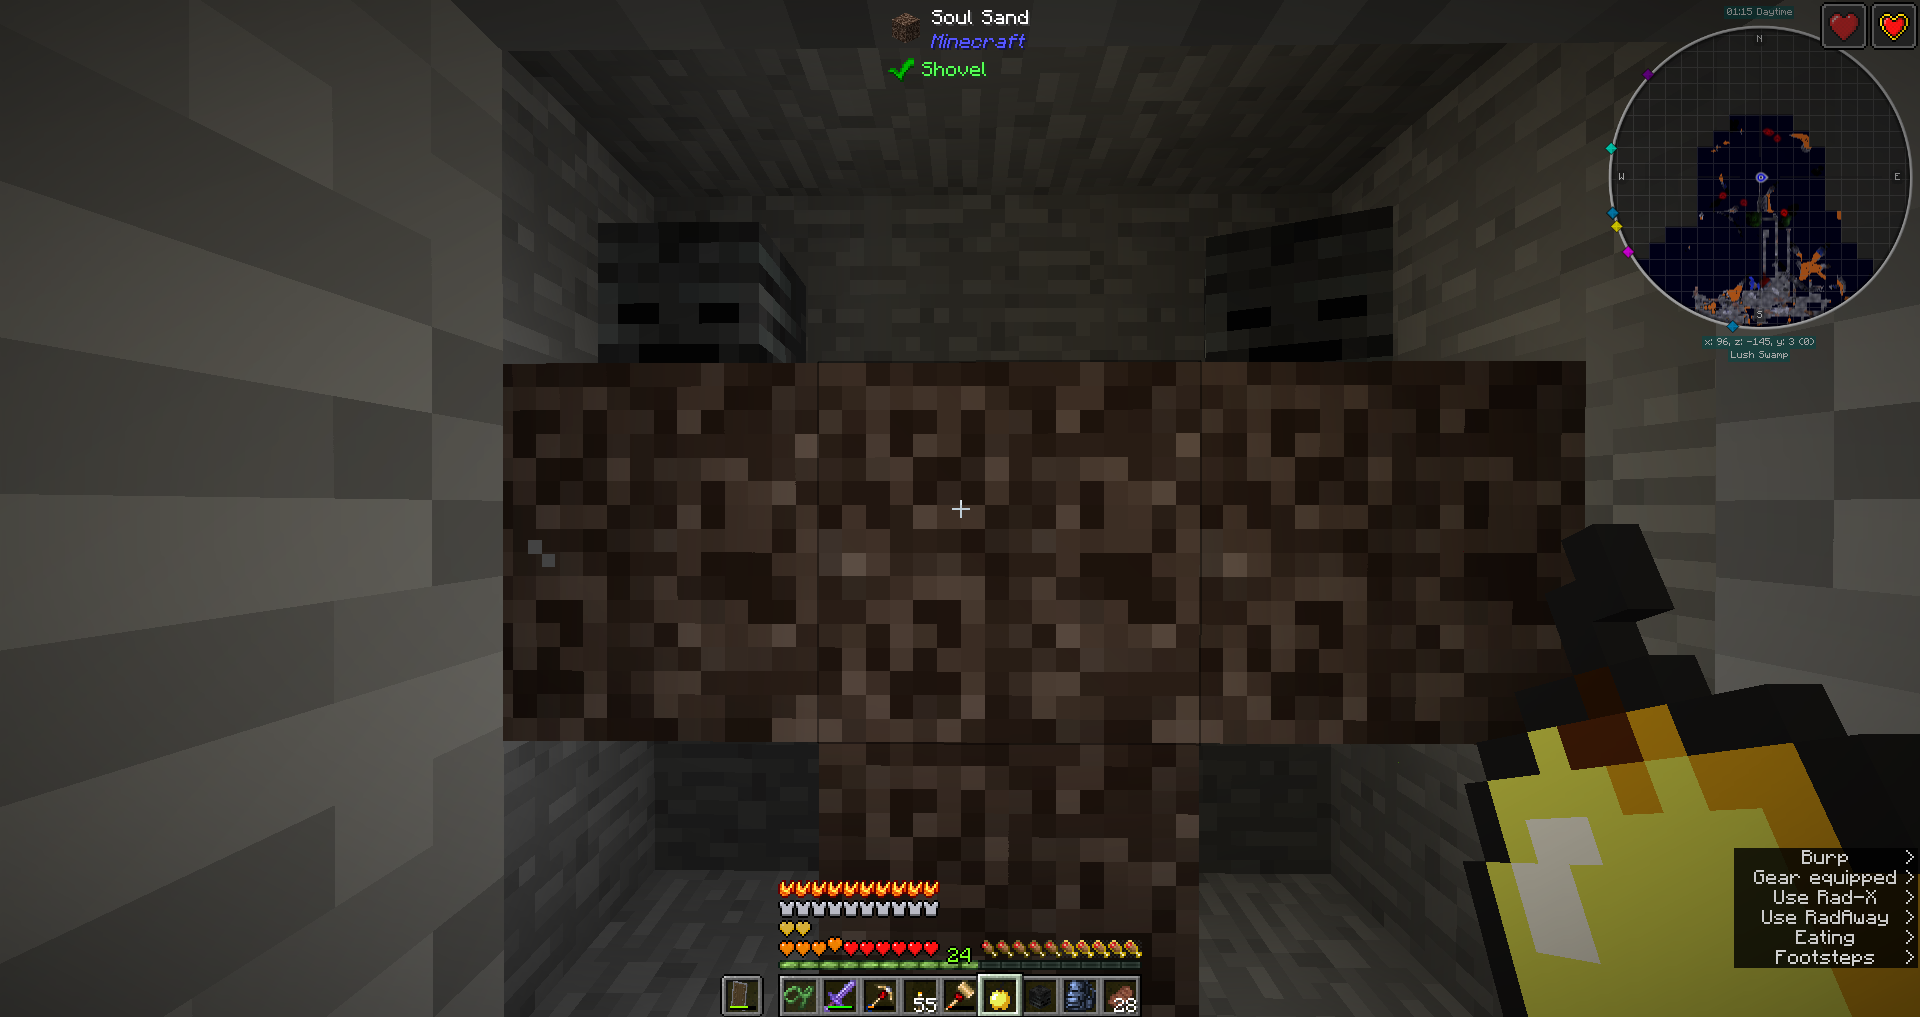 Soul Sand
Minecraft
Shovel
01:15 Daytime
N
W
E
S
x: 96, z: -145, y: 3 (0)
Lush Swamp
Burp >
Gear equipped >
Use Rad-X >
Use RadAway >
Eating >
Footsteps >
24
55
28